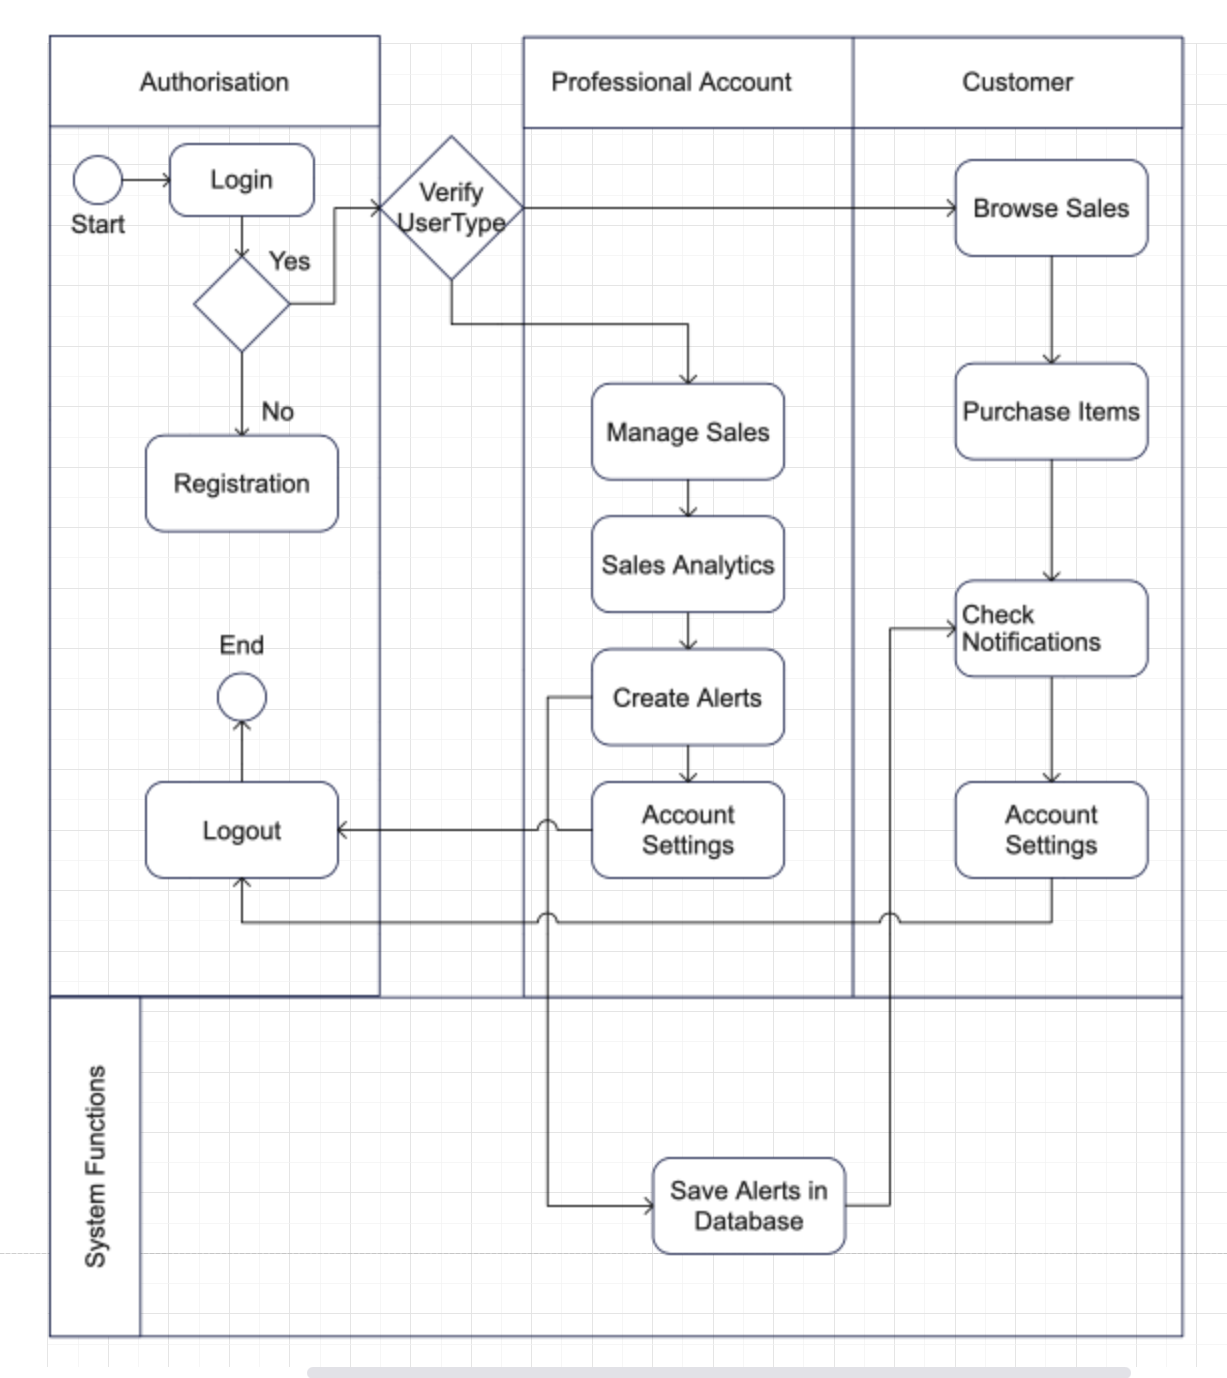 Authorisation
Professional Account
Customer
Start
Login
Yes
No
Registration
Verify
UserType
Browse Sales
Purchase Items
Manage Sales
Sales Analytics
Create Alerts
Check
Notifications
Account
Settings
Account
Settings
End
Logout
System Functions
Save Alerts in
Database